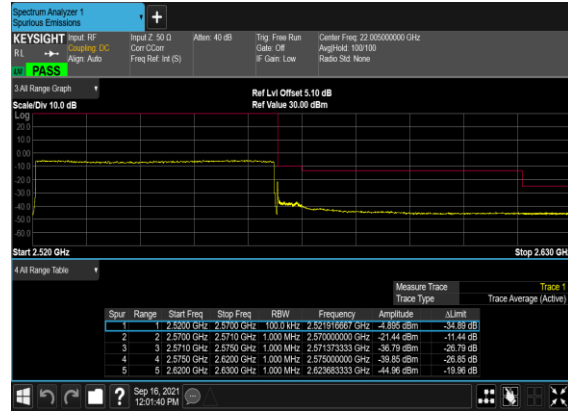 Spectrum Analyzer 1
Spurious Emissions
KEYSIGHT Input: RF Input Z: 50 Ω Atten: 40 dB Trig: Free Run Center Freq: 22.005000000 GHz
RL Coupling: DC Corr CCorr Gate: Off Avg|Hold: 100/100
Align: Auto Freq Ref: Int (S) IF Gain: Low Radio Std: None
PASS
3 All Range Graph
Ref Lvl Offset 5.10 dB
Scale/Div 10.0 dB Ref Value 30.00 dBm
Log
20.0
10.0
0.00
-10.0
-20.0
-30.0
-40.0
-50.0
-60.0
Start 2.520 GHz Stop 2.630 GHz
4 All Range Table
Measure Trace Trace 1
Trace Type Trace Average (Active)
Spur Range Start Freq Stop Freq RBW Frequency Amplitude ΔLimit
1 1 2.5200 GHz 2.5700 GHz 100.0 kHz 2.521916667 GHz -4.895 dBm -34.89 dB
2 2 2.5700 GHz 2.5710 GHz 1.000 MHz 2.570000000 GHz -21.44 dBm -11.44 dB
3 3 2.5710 GHz 2.5750 GHz 1.000 MHz 2.571373333 GHz -36.79 dBm -26.79 dB
4 4 2.5750 GHz 2.6200 GHz 1.000 MHz 2.575000000 GHz -39.85 dBm -26.85 dB
5 5 2.6200 GHz 2.6300 GHz 1.000 MHz 2.623683333 GHz -44.96 dBm -19.96 dB
Sep 16, 2021
12:01:40 PM